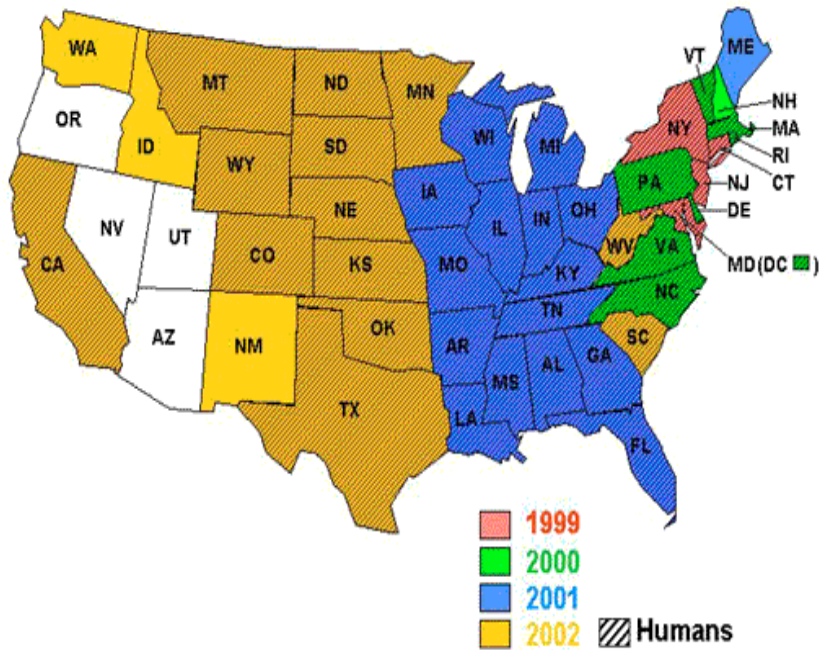 WA
MT
ND
MN
ME
VT
OR
ID
WY
SD
WI
MI
NY
NH
MA
RI
CT
NJ
DE
PA
NE
IA
IL
IN
OH
NV
UT
CO
KS
MO
KY
WV
VA
MD (DC )
CA
AZ
NM
OK
AR
TN
NC
SC
TX
LA
MS
AL
GA
FL
1999
2000
2001
2002
Humans